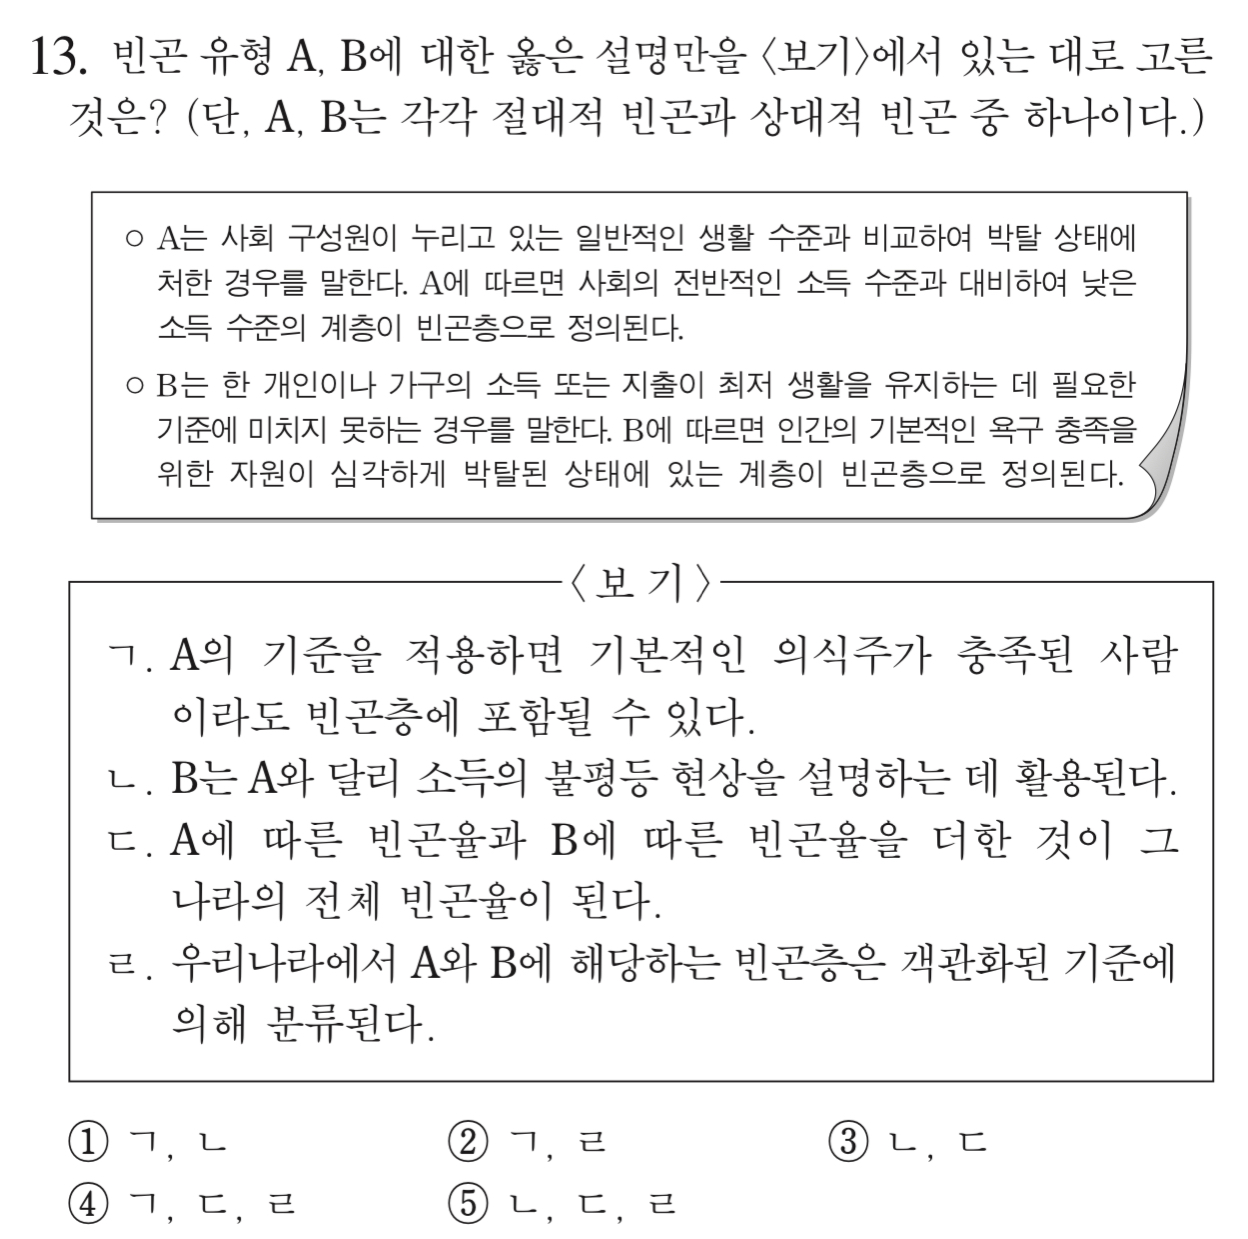 13. 빈곤 유형 A, B에 대한 옳은 설명만을 〈보기〉에서 있는 대로 고른
것은? (단, A, B는 각각 절대적 빈곤과 상대적 빈곤 중 하나이다.)
○ A는 사회 구성원이 누리고 있는 일반적인 생활 수준과 비교하여 박탈 상태에
처한 경우를 말한다. A에 따르면 사회의 전반적인 소득 수준과 대비하여 낮은
소득 수준의 계층이 빈곤층으로 정의된다.
○ B는 한 개인이나 가구의 소득 또는 지출이 최저 생활을 유지하는 데 필요한
기준에 미치지 못하는 경우를 말한다. B에 따르면 인간의 기본적인 욕구 충족을
위한 자원이 심각하게 박탈된 상태에 있는 계층이 빈곤층으로 정의된다.
〈보 기〉
ㄱ. A의 기준을 적용하면 기본적인 의식주가 충족된 사람
이라도 빈곤층에 포함될 수 있다.
ㄴ. B는 A와 달리 소득의 불평등 현상을 설명하는 데 활용된다.
ㄷ. A에 따른 빈곤율과 B에 따른 빈곤율을 더한 것이 그
나라의 전체 빈곤율이 된다.
ㄹ. 우리나라에서 A와 B에 해당하는 빈곤층은 객관화된 기준에
의해 분류된다.
① ㄱ, ㄴ ② ㄱ, ㄹ ③ ㄴ, ㄷ
④ ㄱ, ㄷ, ㄹ ⑤ ㄴ, ㄷ, ㄹ